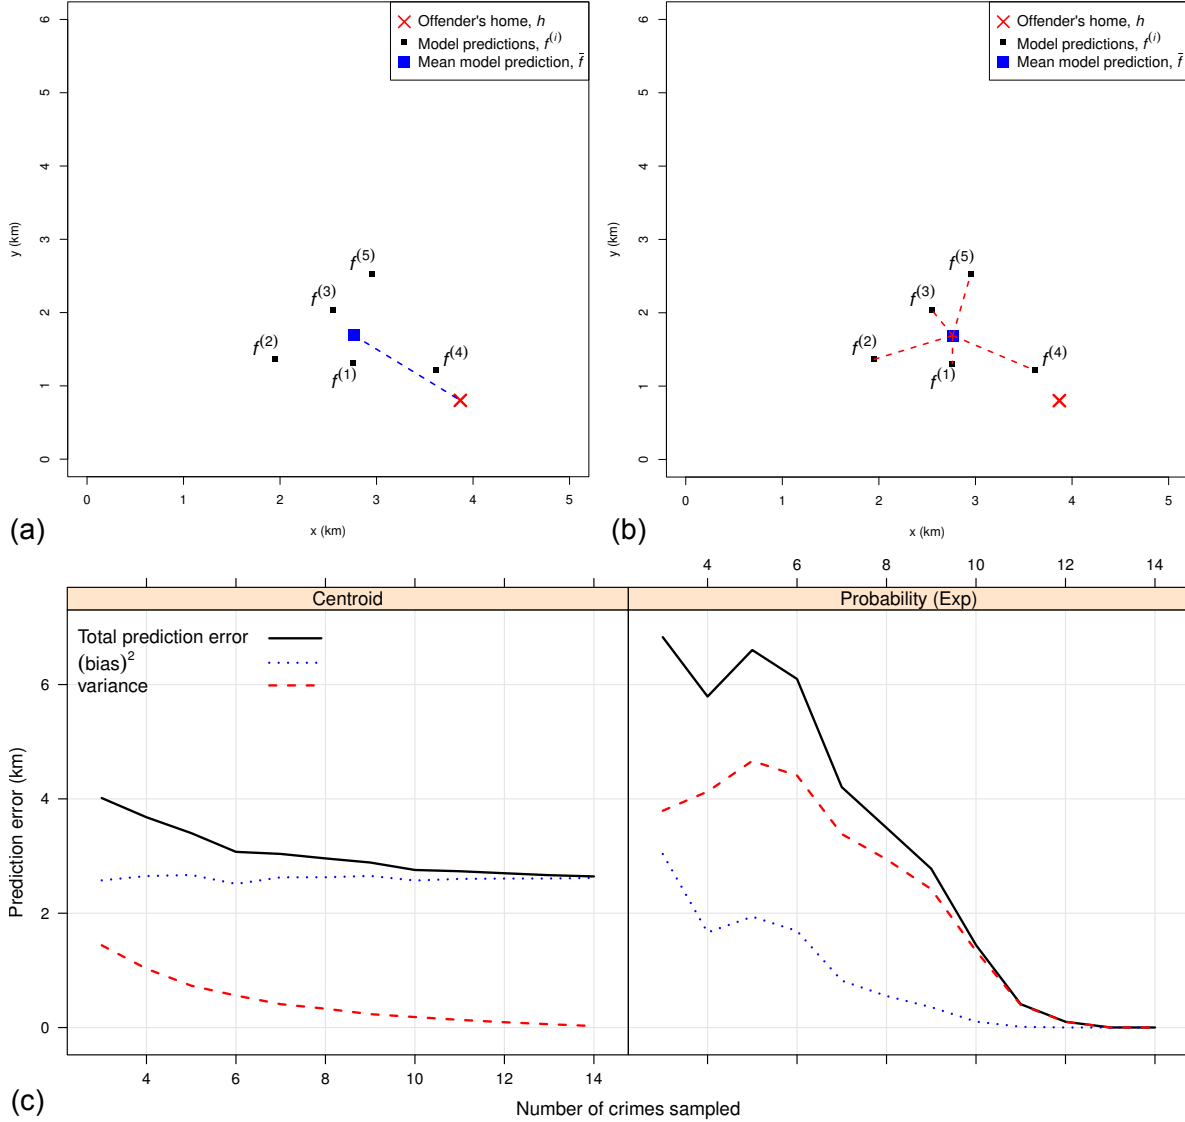 Offender's home, h
Model predictions, f^(i)
Mean model prediction, f̄
6
5
4
3
2
1
0
y (km)
f^(5)
f^(3)
f^(2)
f^(4)
f^(1)
0 1 2 3 4 5
x (km)
(a)
Offender's home, h
Model predictions, f^(i)
Mean model prediction, f̄
6
5
4
3
2
1
0
y (km)
f^(5)
f^(3)
f^(2)
f^(4)
f^(1)
0 1 2 3 4 5
x (km)
(b)
4 6 8 10 12 14
Centroid
Probability (Exp)
Total prediction error
(bias)^2
variance
6
4
2
0
Prediction error (km)
4 6 8 10 12 14
Number of crimes sampled
(c)